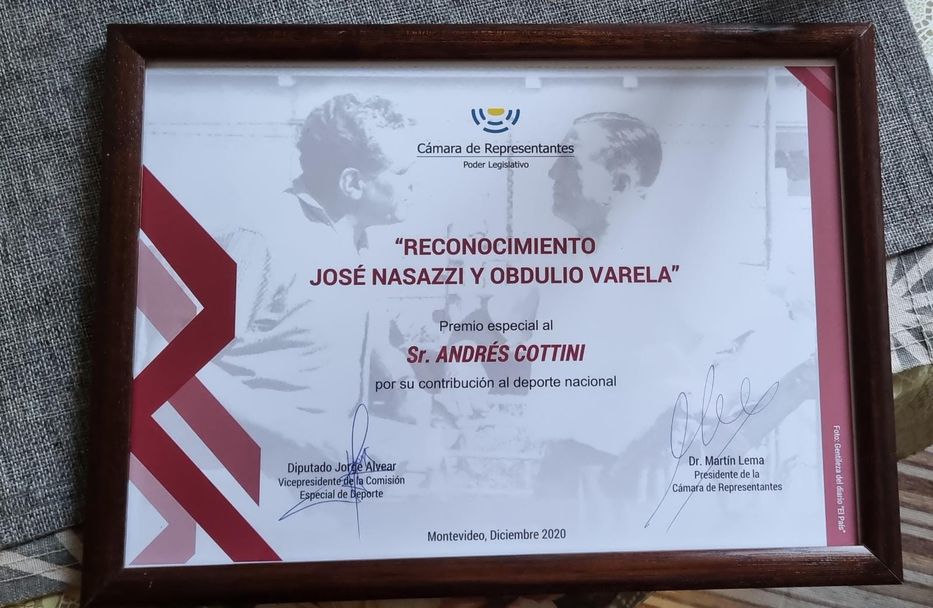 Cámara de Representantes
Poder Legislativo
“RECONOCIMIENTO
JOSÉ NASAZZI Y OBDULIO VARELA”
Premio especial al
Sr. ANDRÉS COTTINI
por su contribución al deporte nacional
Diputado Jorge Alvear
Vicepresidente de la Comisión
Especial de Deporte
Dr. Martín Lema
Presidente de la
Cámara de Representantes
Montevideo, Diciembre 2020
Foto: Gentileza del diario "El País"